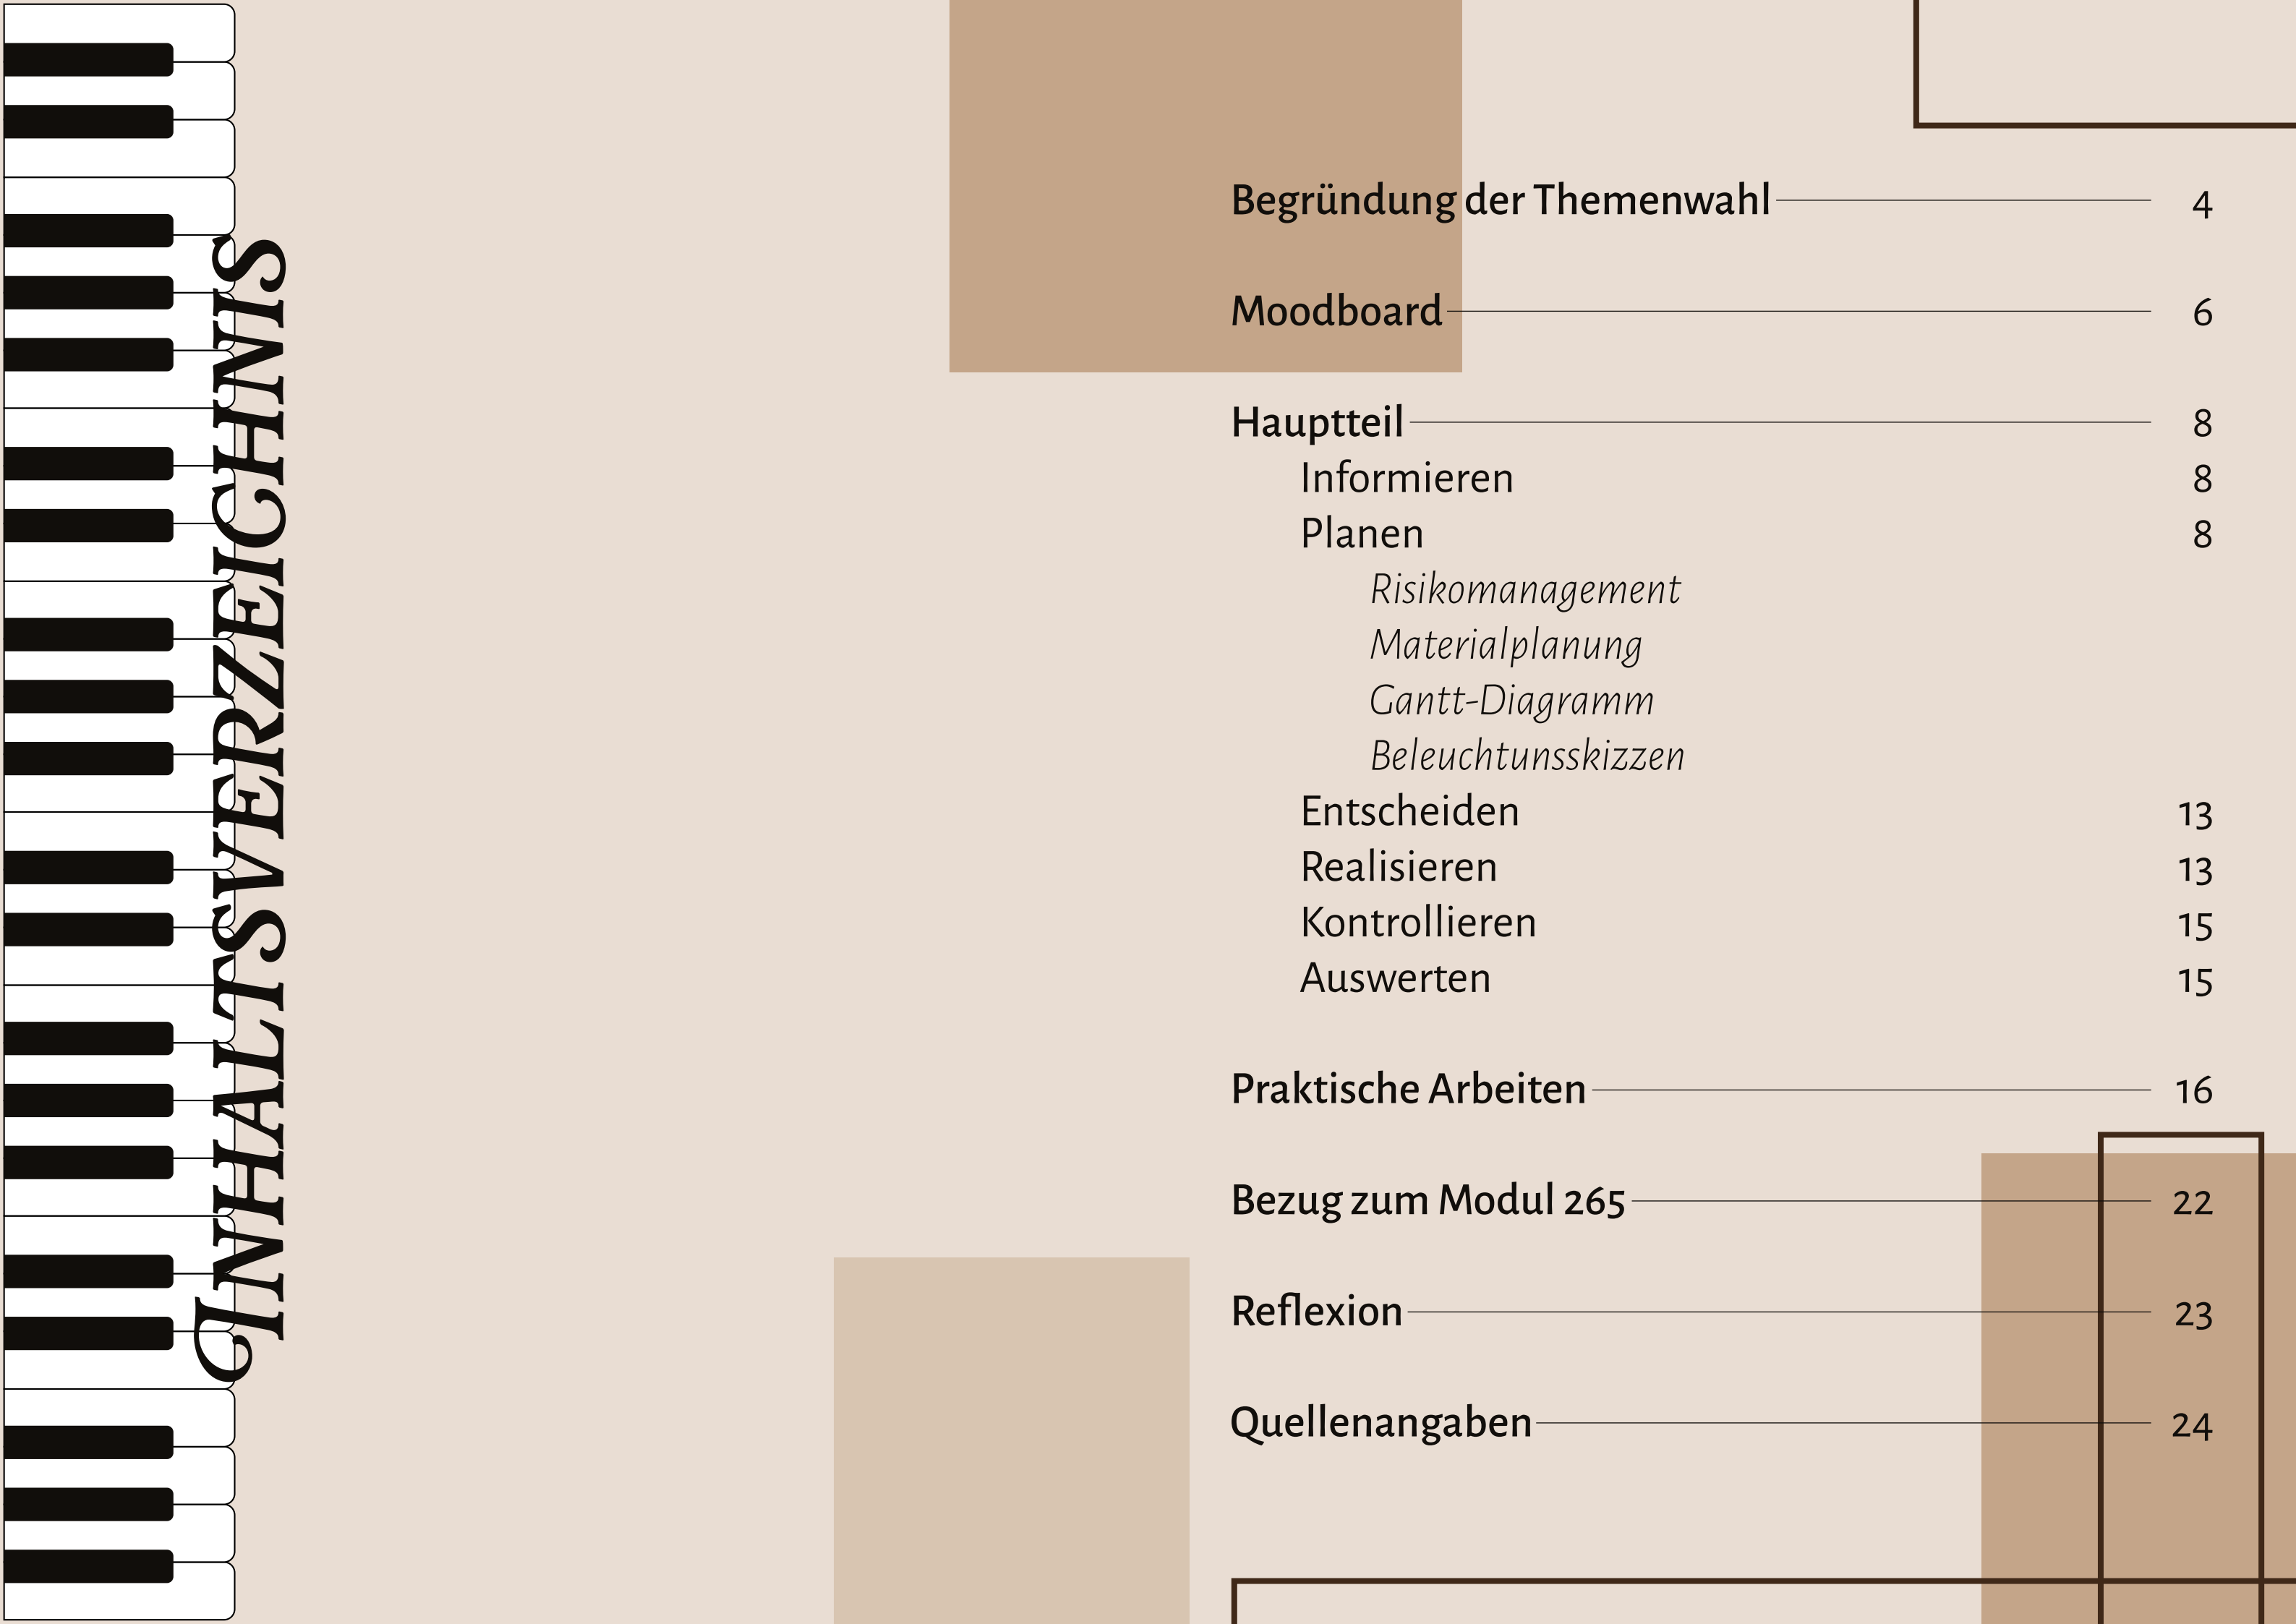 INHALTSVERZEICHNIS
Begründung der Themenwahl 4
Moodboard 6
Hauptteil 8
Informieren 8
Planen 8
Risikomanagement
Materialplanung
Gantt-Diagramm
Beleuchtunsskizzen
Entscheiden 13
Realisieren 13
Kontrollieren 15
Auswerten 15
Praktische Arbeiten 16
Bezug zum Modul 265 22
Reflexion 23
Quellenangaben 24